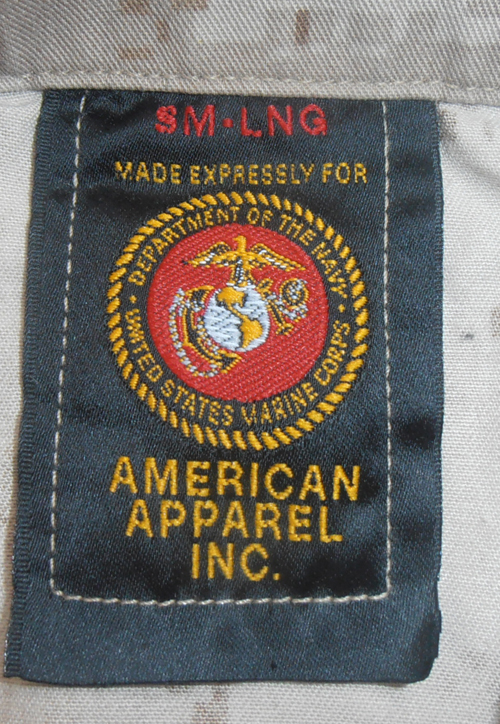 SM•LNG
MADE EXPRESSLY FOR
DEPARTMENT OF THE NAVY
• UNITED STATES MARINE CORPS •
AMERICAN
APPAREL
INC.